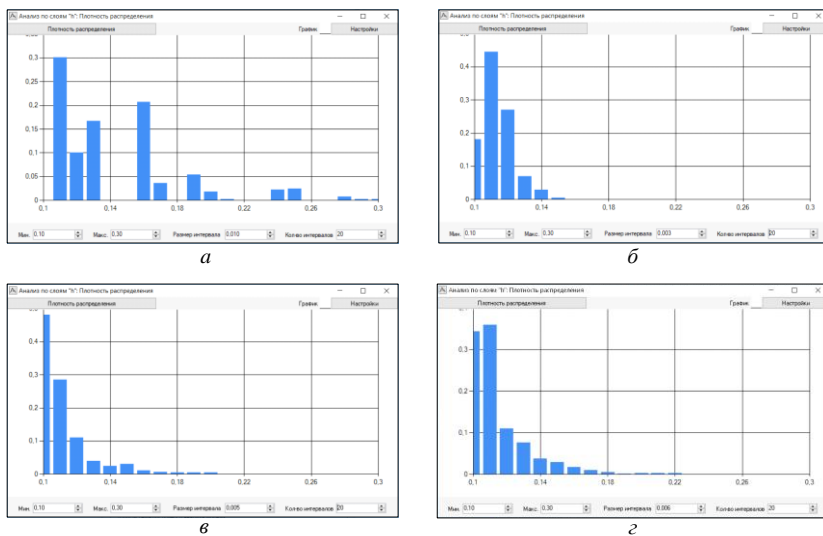 Анализ по слоям "h": Плотность распределения
Плотность распределения График Настройки
0,3
0,25
0,2
0,15
0,1
0,05
0
0,1 0,14 0,18 0,22 0,26 0,3
Мин. 0,10 Макс. 0,30 Размер интервала 0,010 Кол-во интервалов 20
а
Анализ по слоям "h": Плотность распределения
Плотность распределения График Настройки
0,4
0,3
0,2
0,1
0
0,1 0,14 0,18 0,22 0,26 0,3
Мин. 0,10 Макс. 0,30 Размер интервала 0,003 Кол-во интервалов 20
б
Анализ по слоям "h": Плотность распределения
Плотность распределения График Настройки
0,4
0,3
0,2
0,1
0
0,1 0,14 0,18 0,22 0,26 0,3
Мин. 0,10 Макс. 0,30 Размер интервала 0,005 Кол-во интервалов 20
в
Анализ по слоям "h": Плотность распределения
Плотность распределения График Настройки
0,3
0,2
0,1
0
0,1 0,14 0,18 0,22 0,26 0,3
Мин. 0,10 Макс. 0,30 Размер интервала 0,006 Кол-во интервалов 20
г